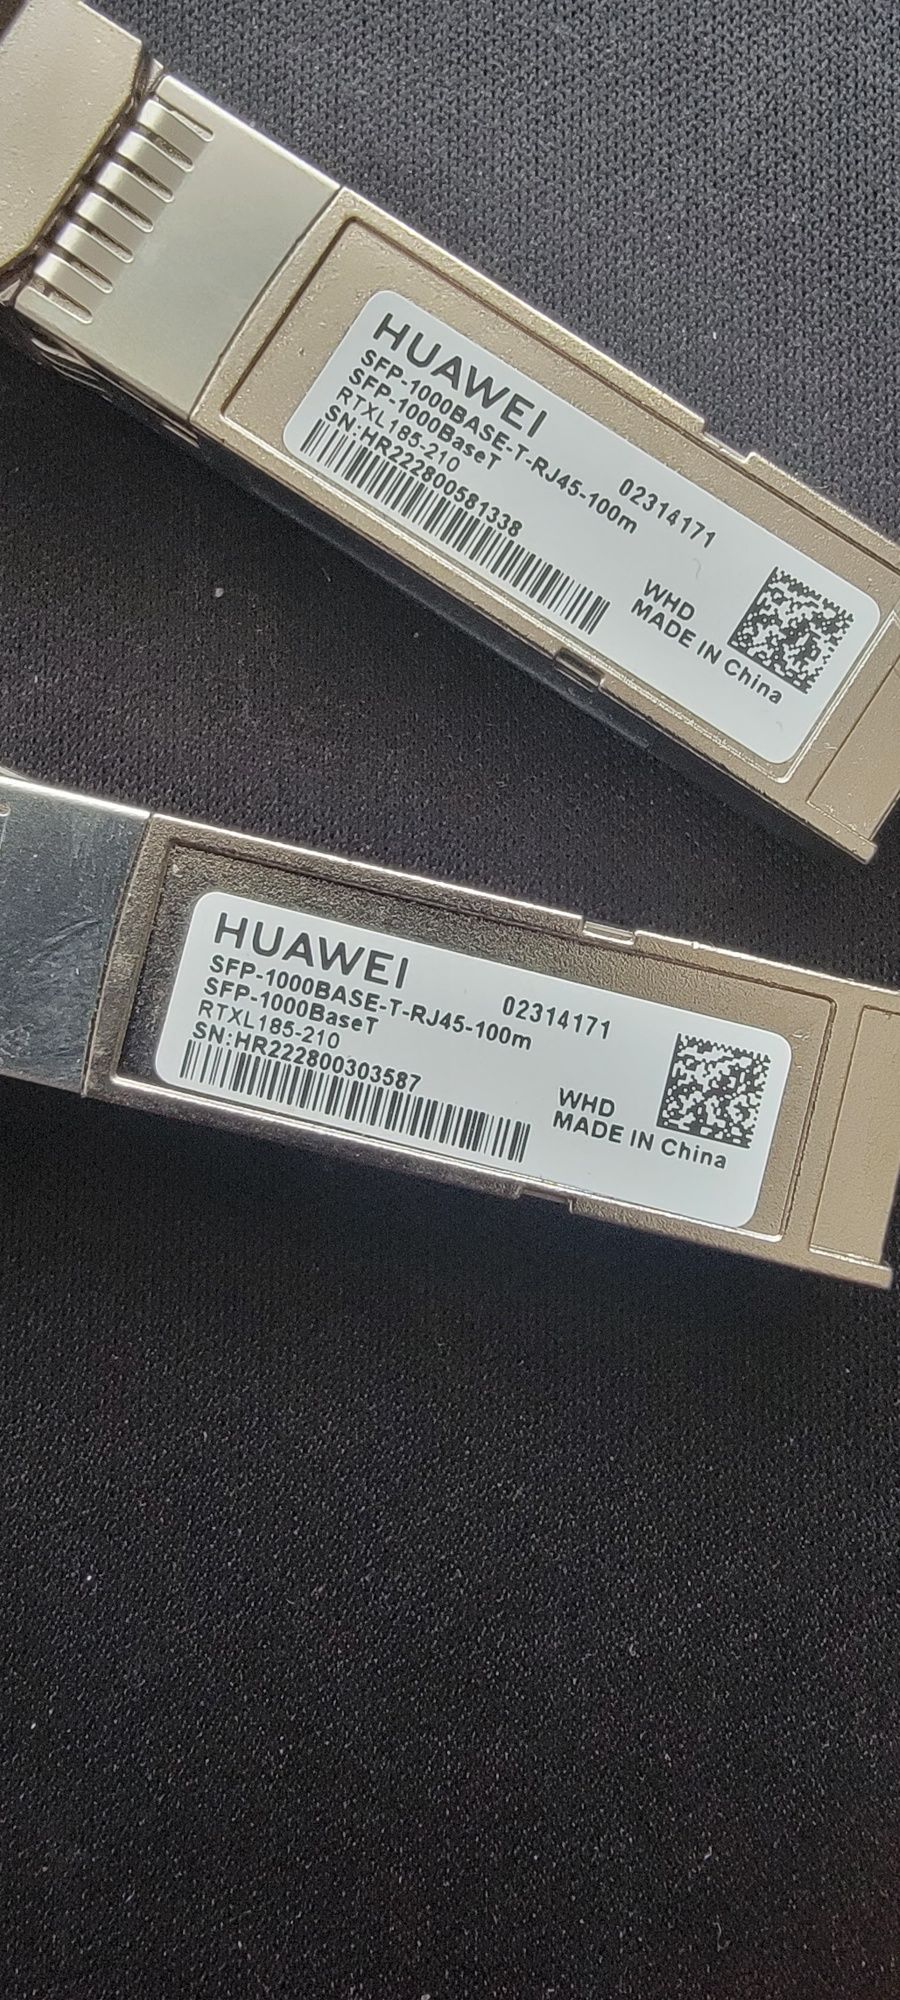 HUAWEI
SFP-1000BASE-T-RJ45-100m
SFP-1000BaseT 02314171
RTXL185-210
SN:HR222800581338
WHD
MADE IN China
HUAWEI
SFP-1000BASE-T-RJ45-100m
SFP-1000BaseT 02314171
RTXL185-210
SN:HR222800303587
WHD
MADE IN China